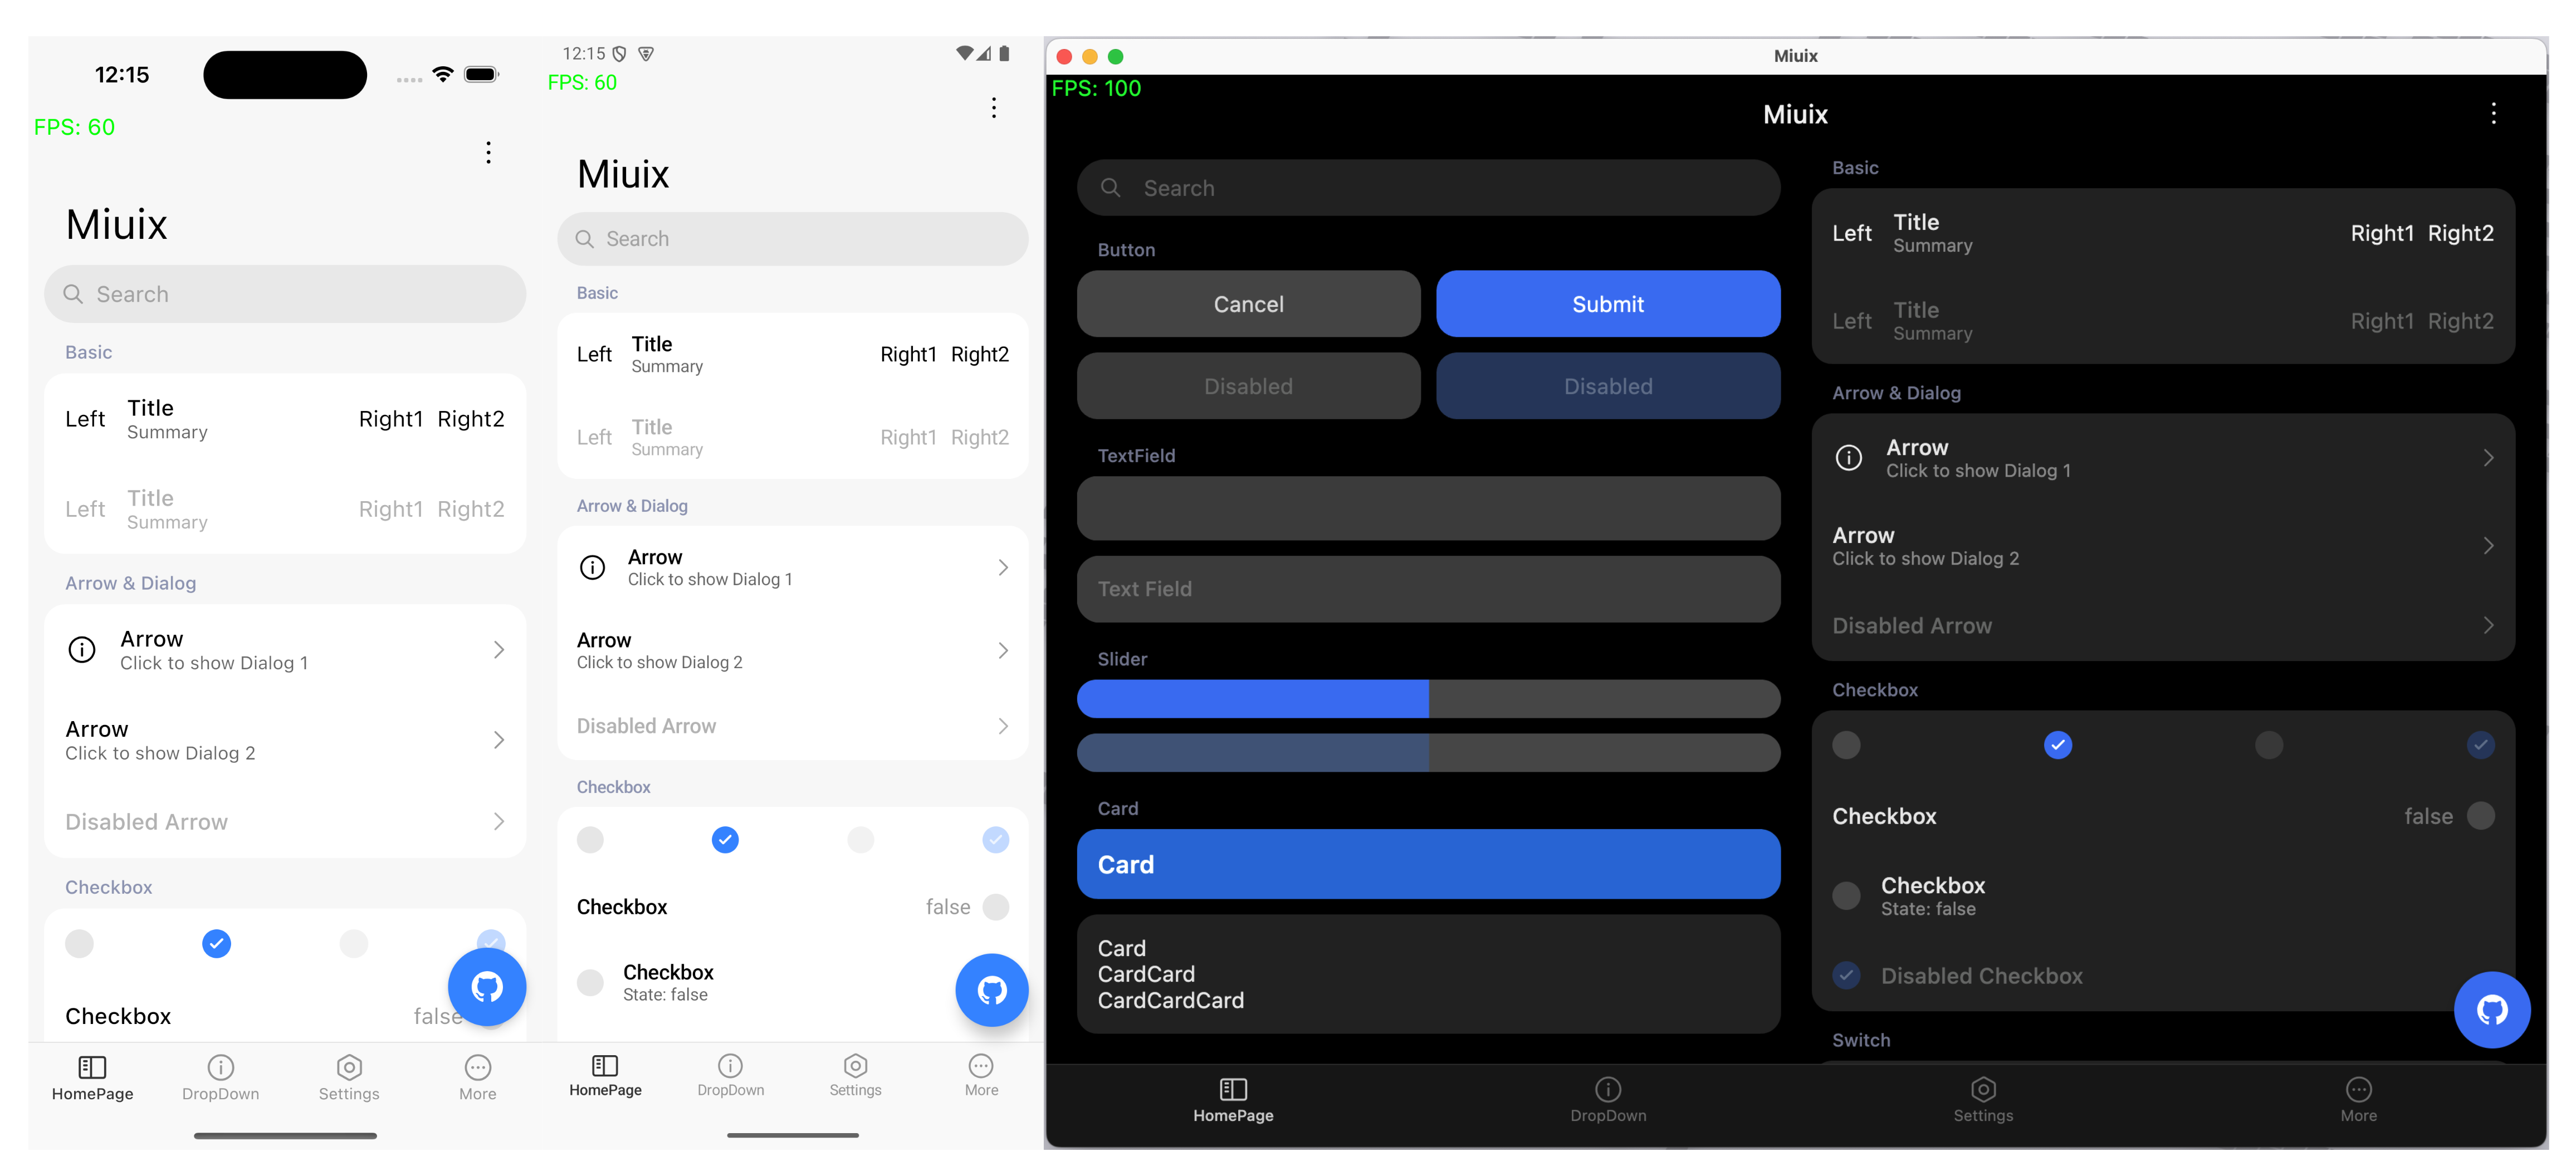 12:15
FPS: 60
Miuix
Search
Basic
Left Title Right1 Right2
Summary
Left Title Right1 Right2
Summary
Arrow & Dialog
Arrow
Click to show Dialog 1
Arrow
Click to show Dialog 2
Disabled Arrow
Checkbox
Checkbox false
HomePage DropDown Settings More
12:15
FPS: 60
Miuix
Search
Basic
Left Title Right1 Right2
Summary
Left Title Right1 Right2
Summary
Arrow & Dialog
Arrow
Click to show Dialog 1
Arrow
Click to show Dialog 2
Disabled Arrow
Checkbox
Checkbox false
Checkbox
State: false
HomePage DropDown Settings More
Miuix
FPS: 100
Miuix
Search
Button
Cancel Submit
Disabled Disabled
TextField
Text Field
Slider
Card
Card
Card
CardCard
CardCardCard
Basic
Left Title Right1 Right2
Summary
Left Title Right1 Right2
Summary
Arrow & Dialog
Arrow
Click to show Dialog 1
Arrow
Click to show Dialog 2
Disabled Arrow
Checkbox
Checkbox false
Checkbox
State: false
Disabled Checkbox
Switch
HomePage DropDown Settings More